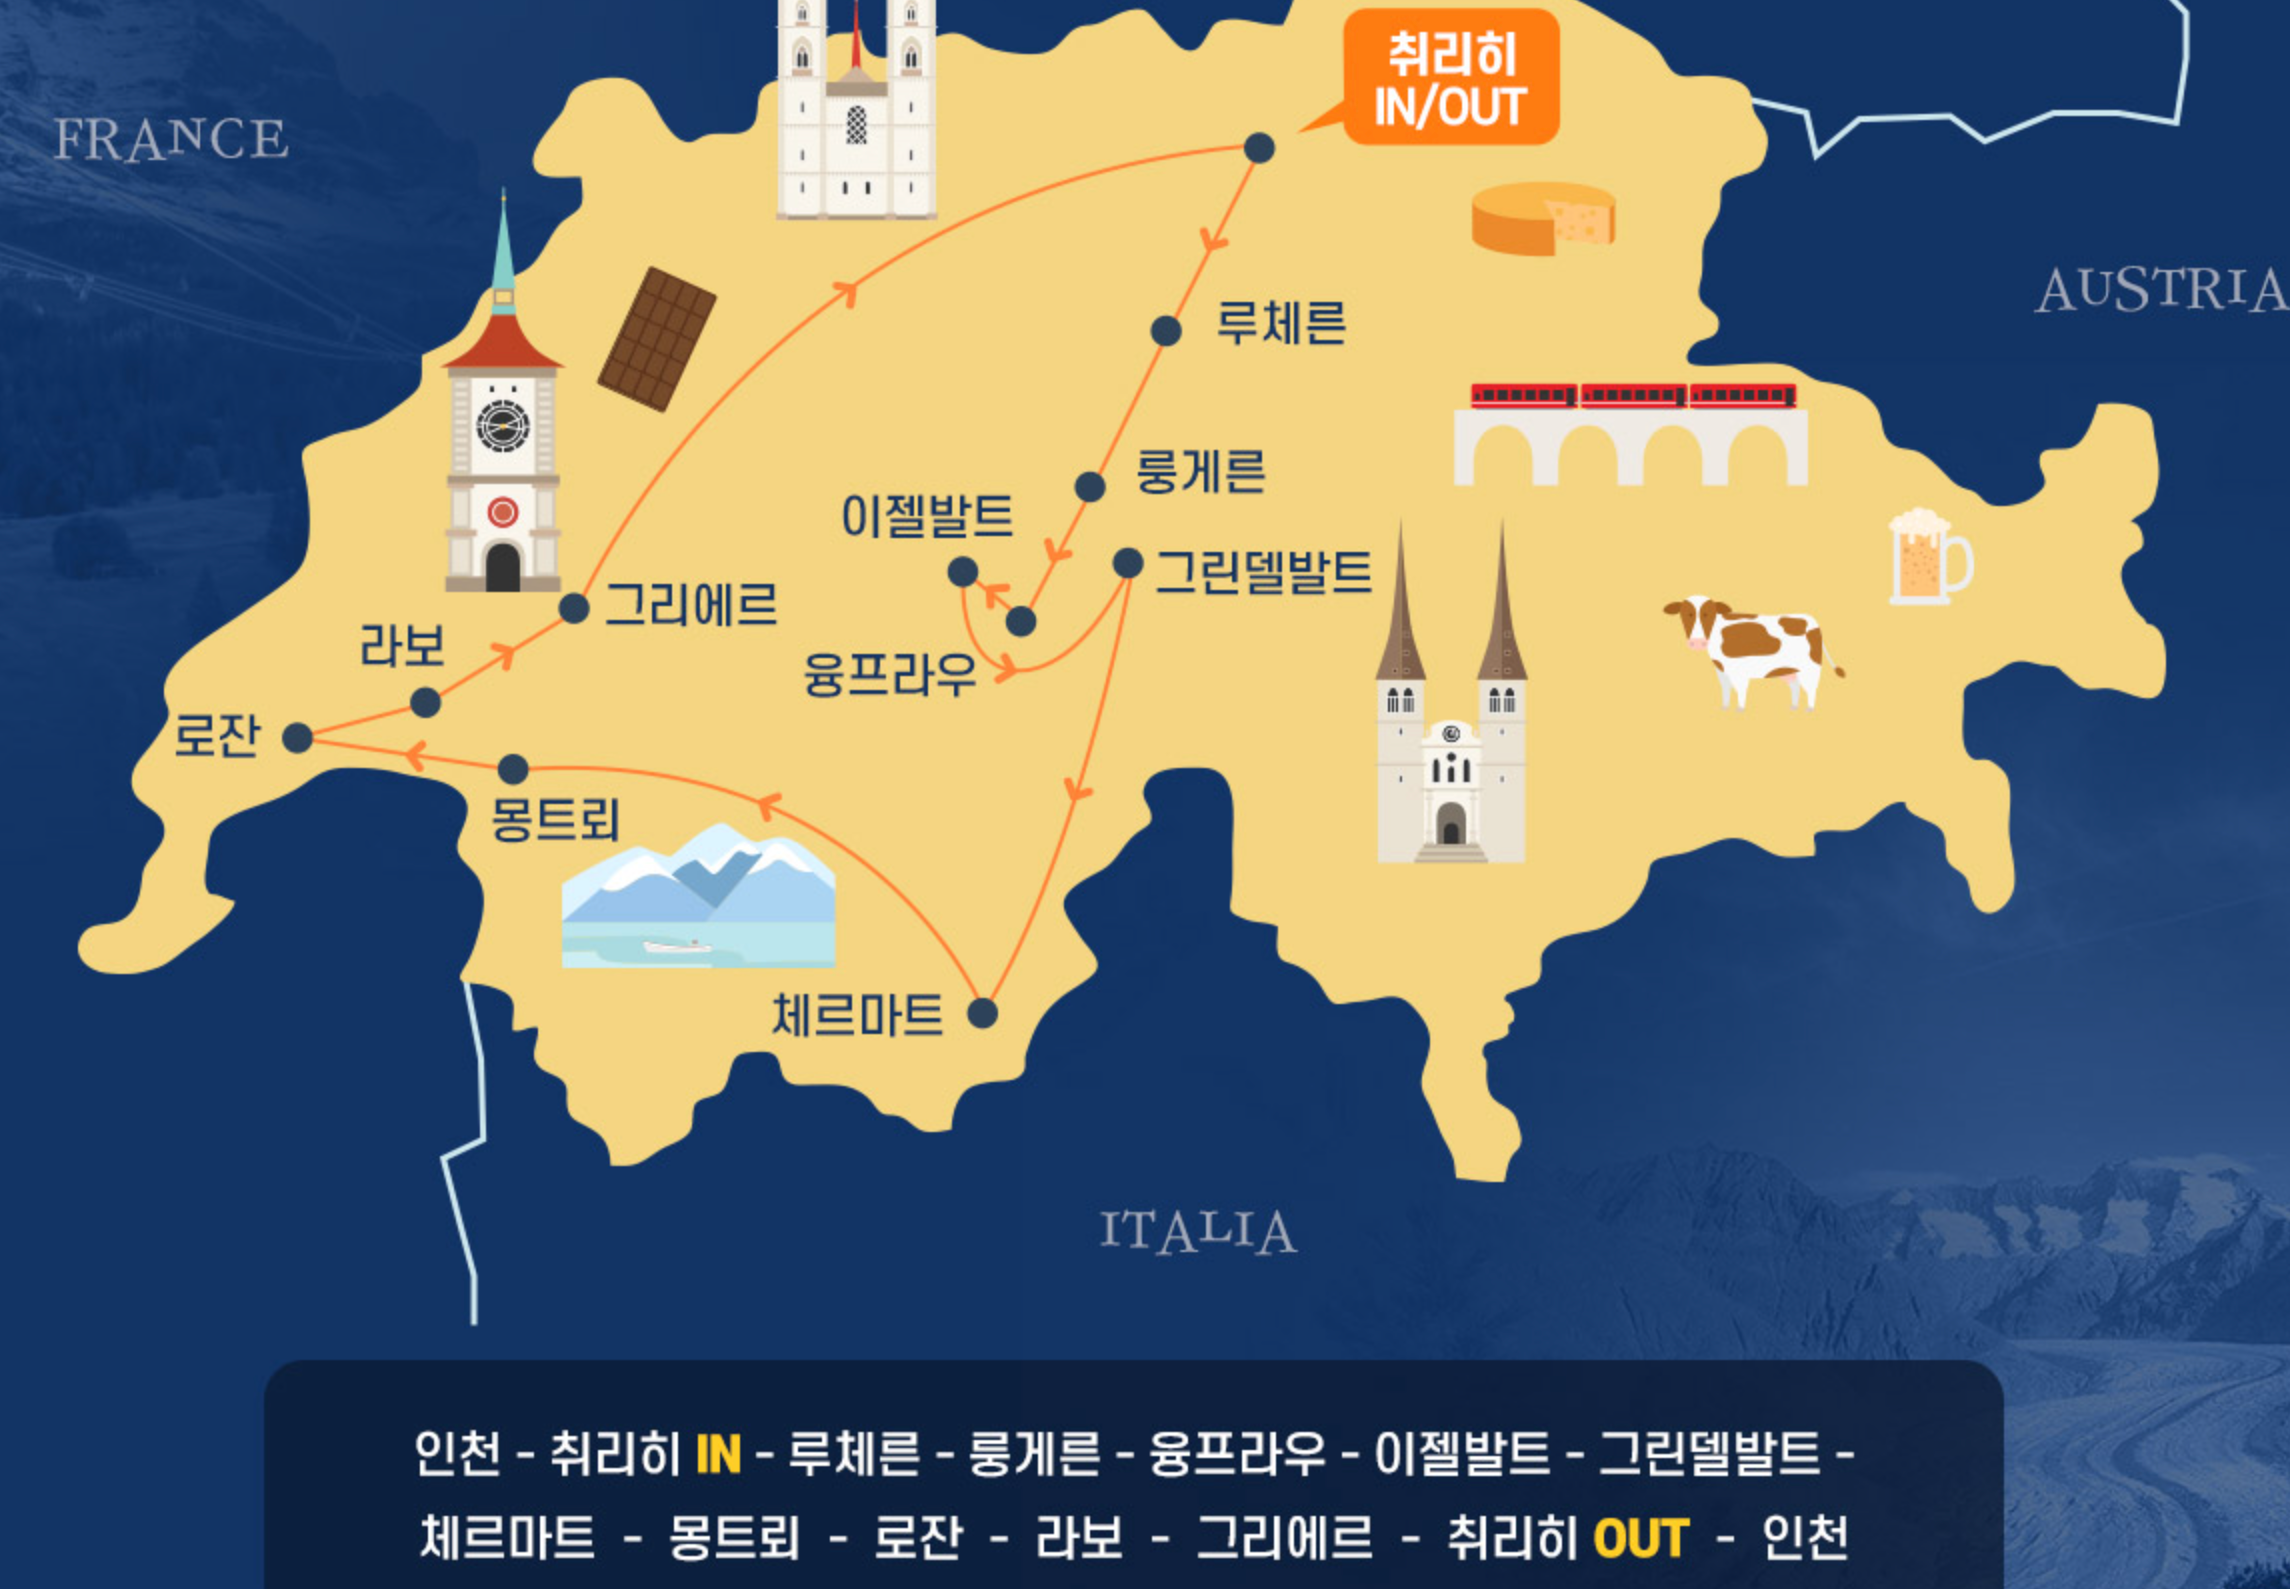 취리히
IN/OUT
FRANCE
AUSTRIA
루체른
룽게른
이젤발트
그린델발트
그리에르
라보
융프라우
로잔
몽트뢰
체르마트
ITALIA
인천 - 취리히 IN - 루체른 - 룽게른 - 융프라우 - 이젤발트 - 그린델발트 -
체르마트 - 몽트뢰 - 로잔 - 라보 - 그리에르 - 취리히 OUT - 인천